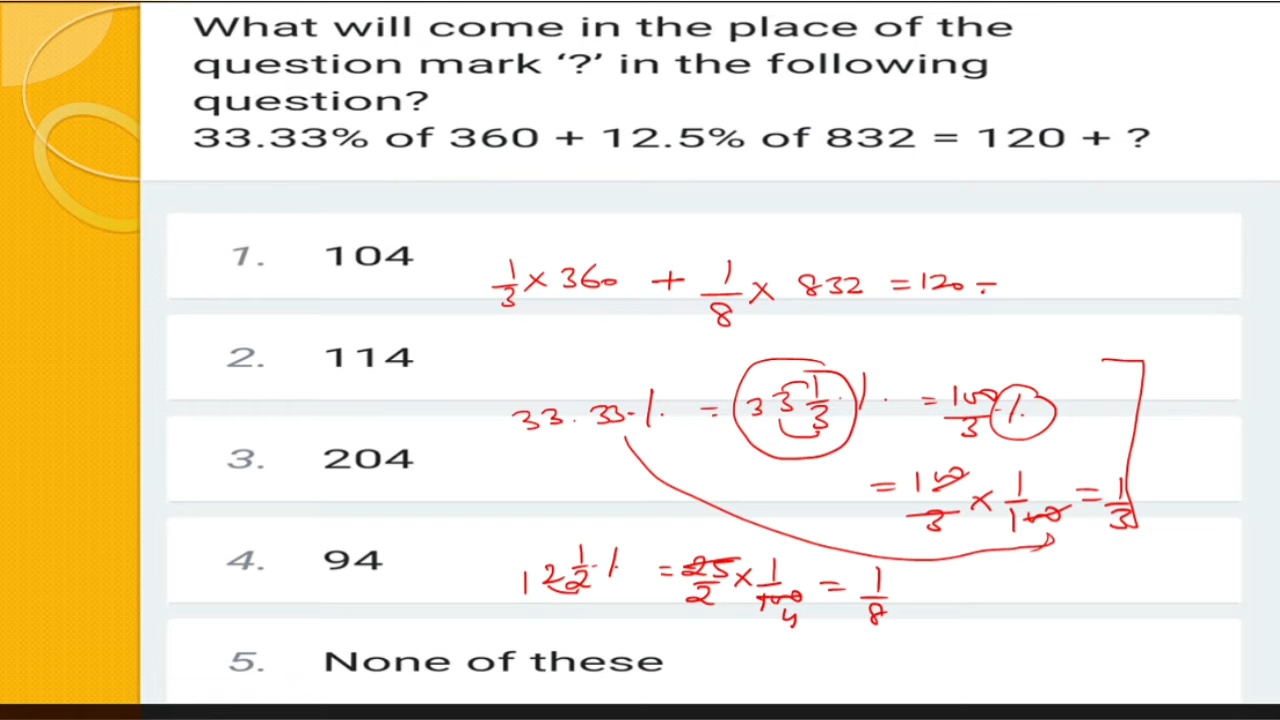 What will come in the place of the
question mark ‘?’ in the following
question?
33.33% of 360 + 12.5% of 832 = 120 + ?
1. 104
1/3 × 360 + 1/8 × 832 = 120 -
2. 114
33.33% = 33 1/3 % = 100/3 %
3. 204
= 100/3 × 1/100 = 1/3
4. 94
12 1/2 % = 25/2 × 1/100 = 1/8
4
5. None of these